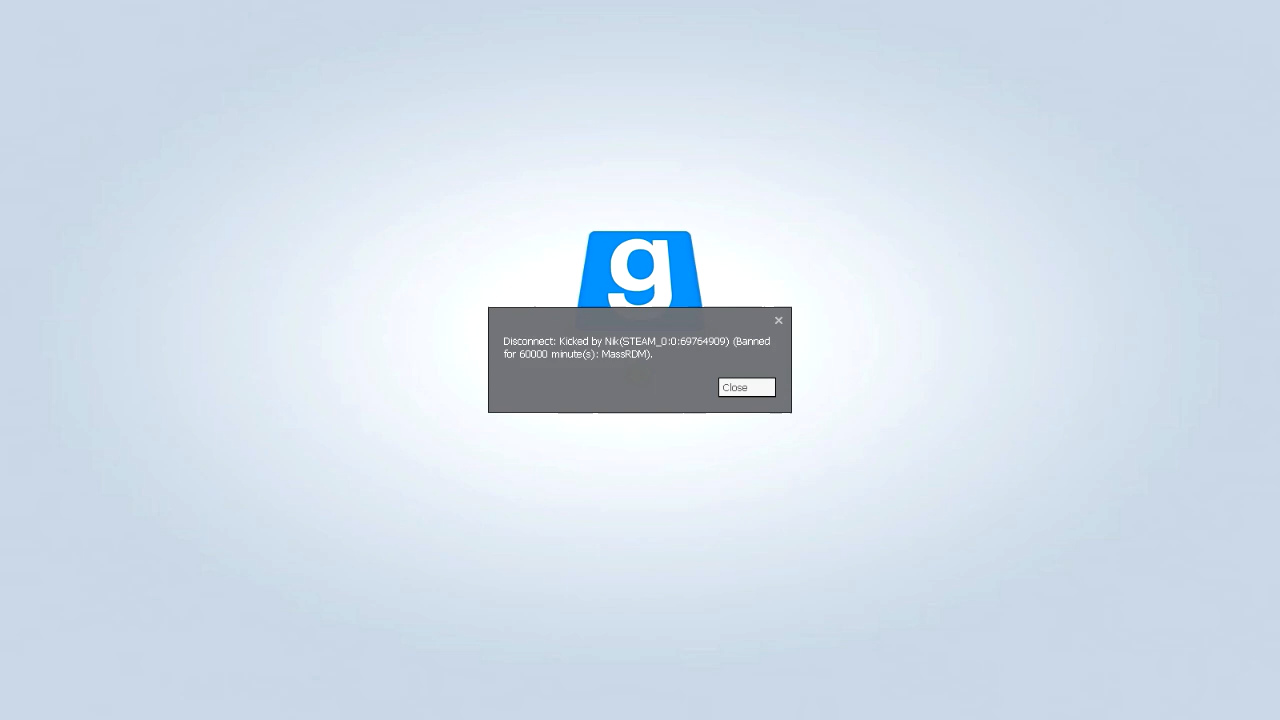 g
Disconnect: Kicked by Nik(STEAM_0:0:69764909) (Banned
for 60000 minute(s): MassRDM).
Close